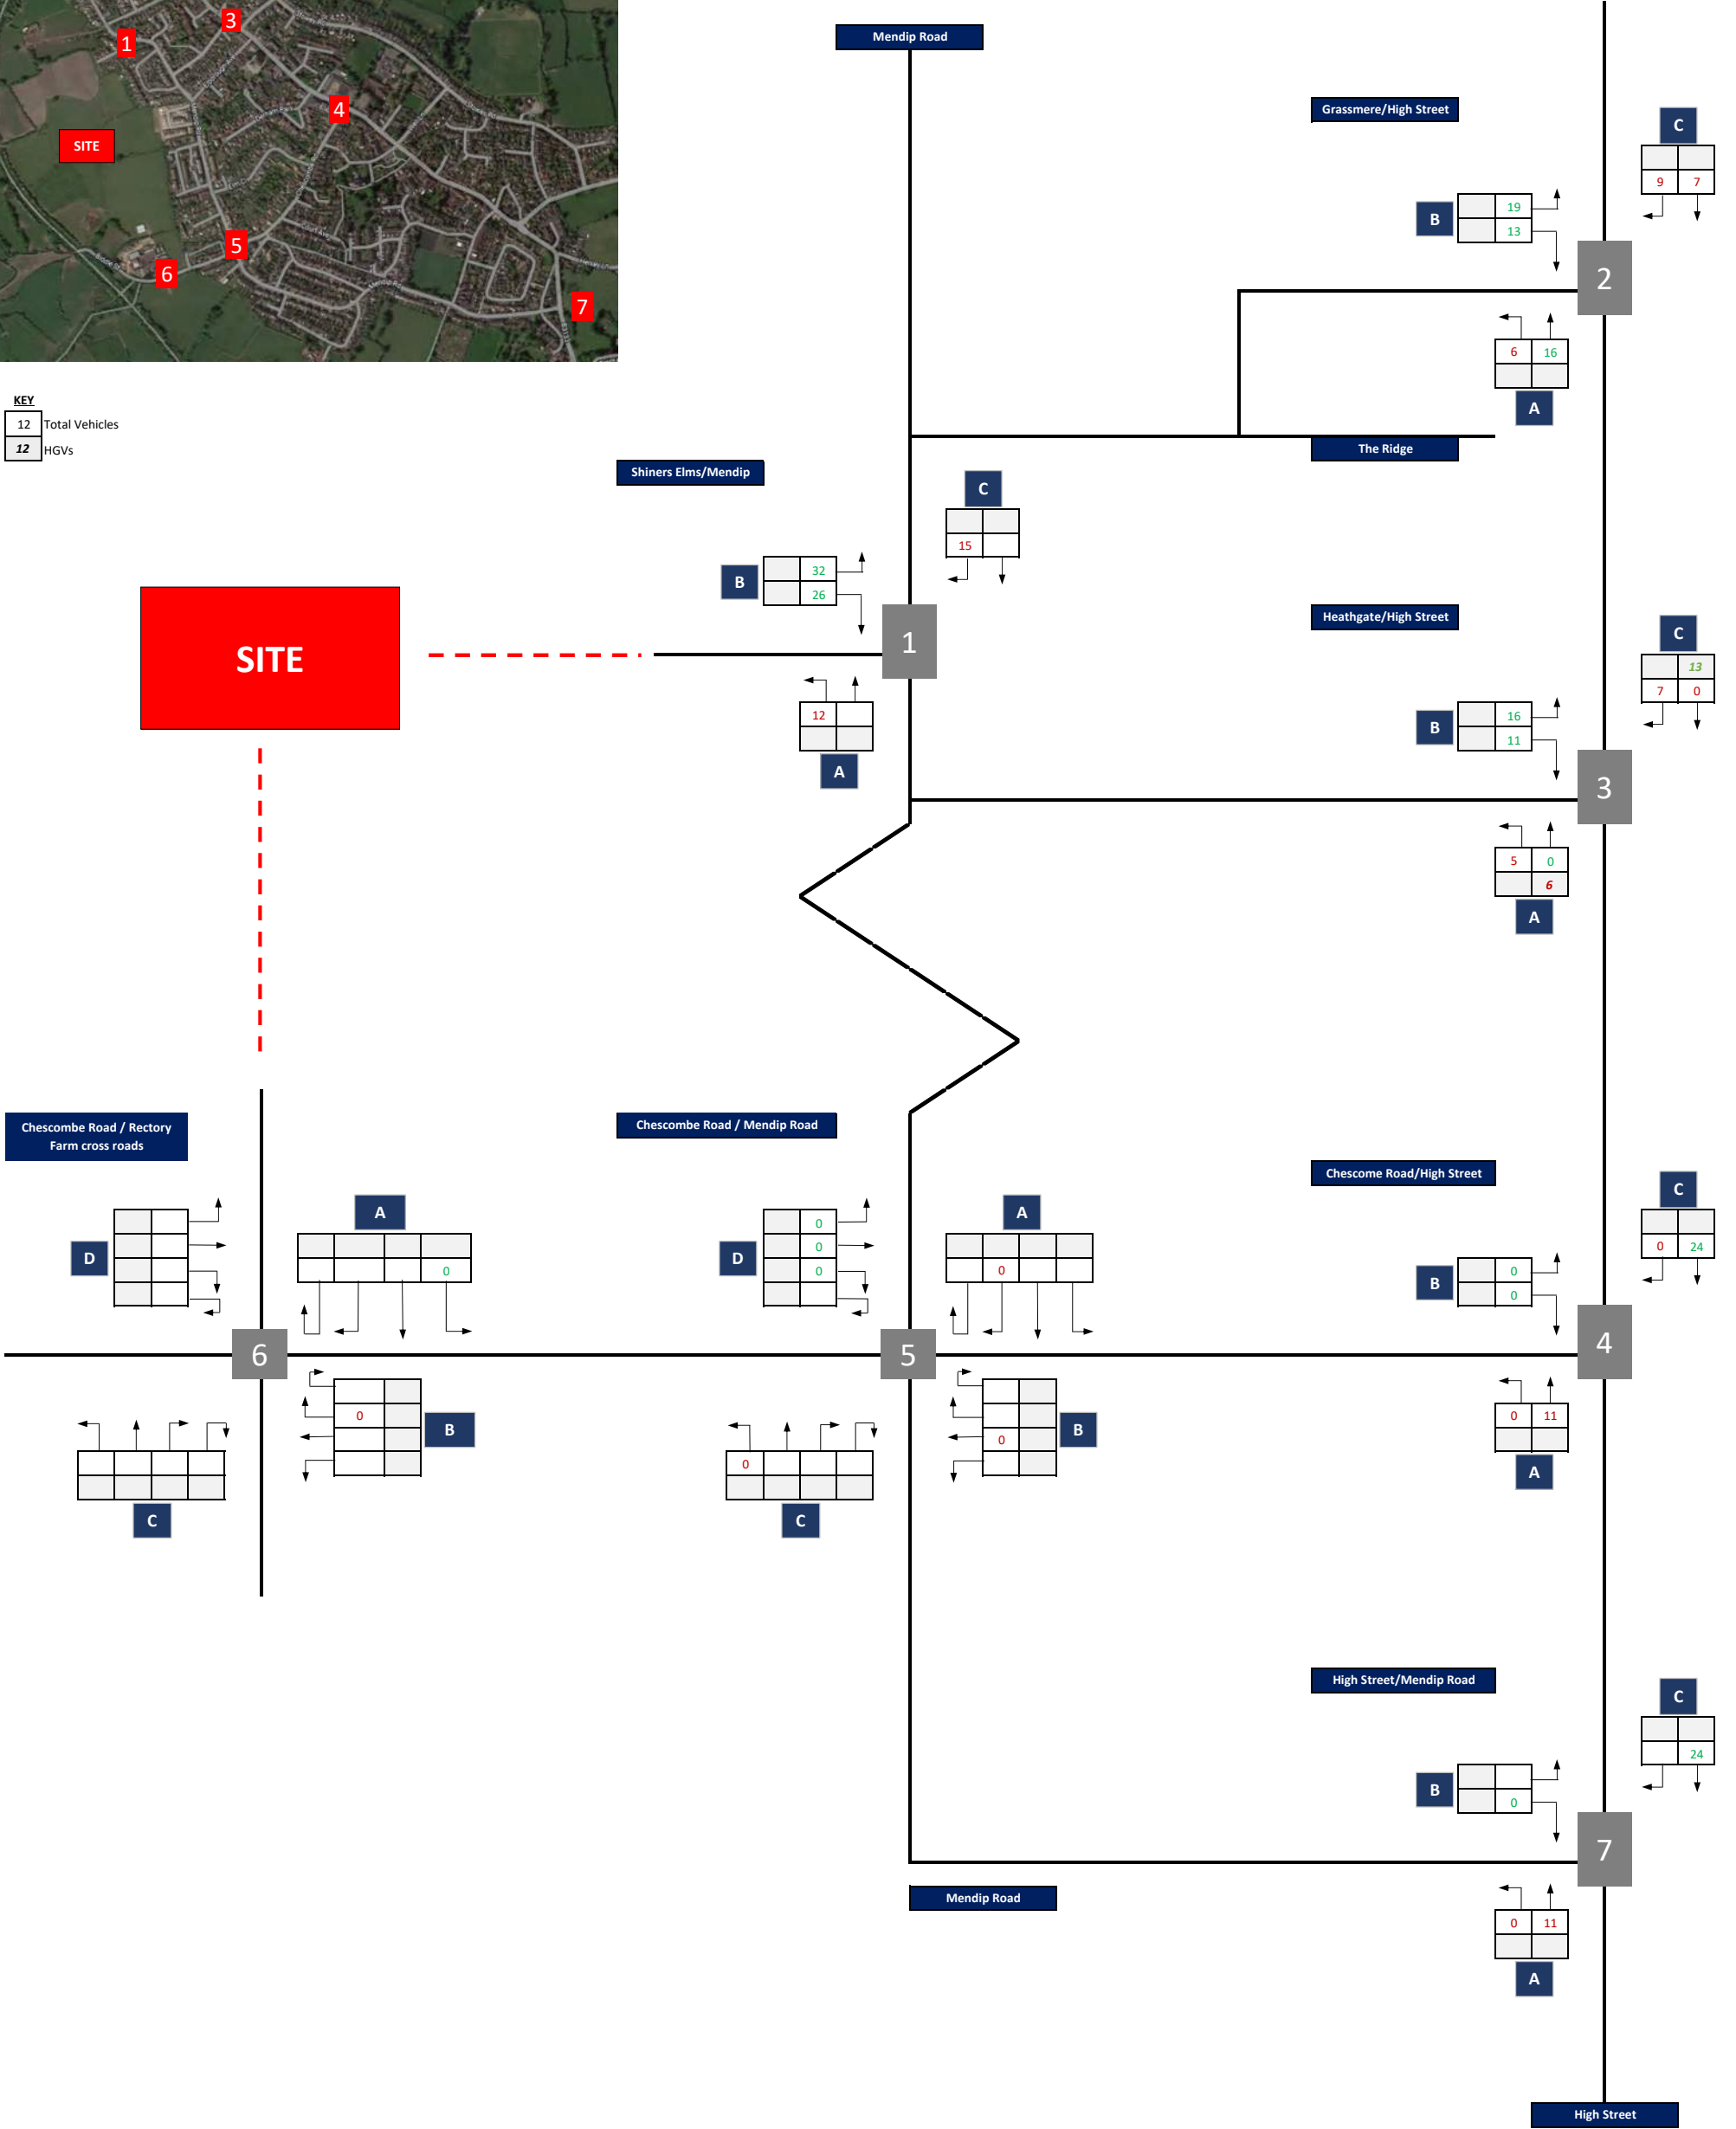 3
1
4
SITE
5
6
7
Mendip Road
Grassmere/High Street
C
9 7
B
19
13
2
6 16
A
KEY
12 Total Vehicles
12 HGVs
The Ridge
Shiners Elms/Mendip
C
15
B
32
26
1
12
A
SITE
Heathgate/High Street
C
13
7 0
B
16
11
3
5 0
6
A
Chescombe Road / Rectory
Farm cross roads
Chescombe Road / Mendip Road
Chescome Road/High Street
A
D
0
6
0
B
C
A
D
0
0
0
0
5
0
B
0
C
C
0 24
B
0
0
4
0 11
A
High Street/Mendip Road
C
24
B
0
7
Mendip Road
0 11
A
High Street